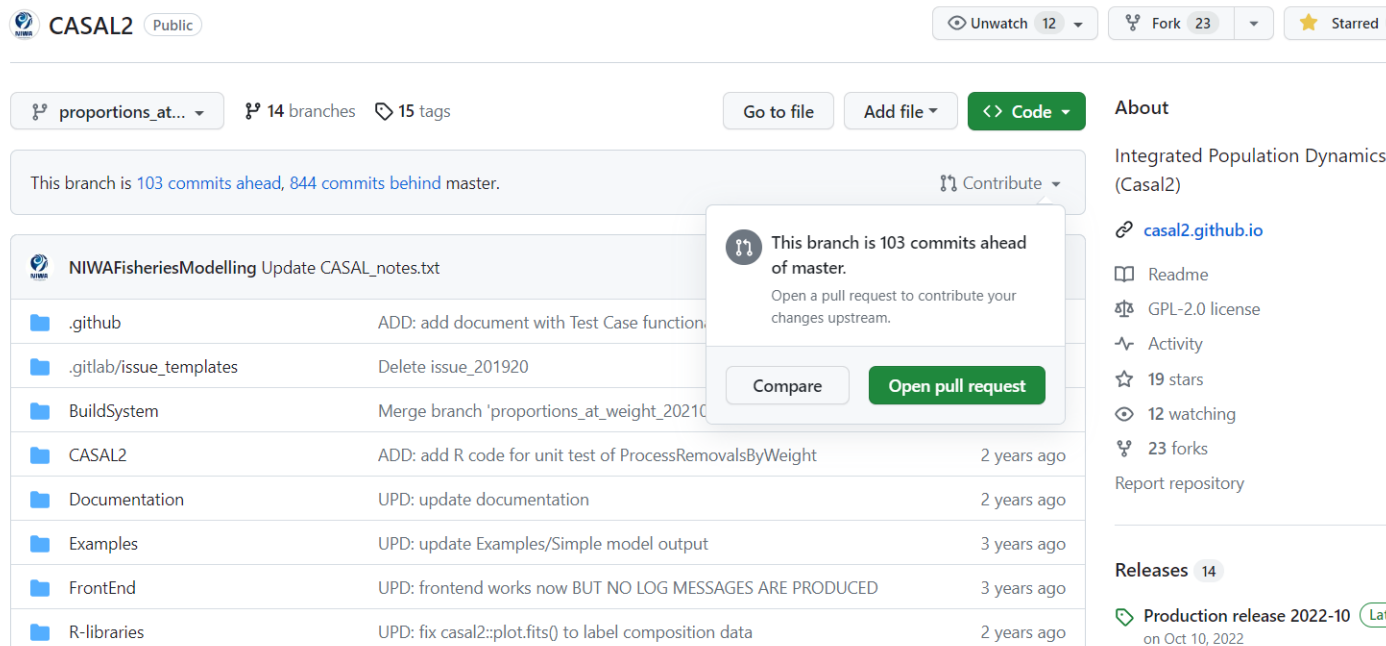 CASAL2 Public Unwatch 12 Fork 23 Starred
proportions_at... 14 branches 15 tags Go to file Add file Code
This branch is 103 commits ahead, 844 commits behind master. Contribute
This branch is 103 commits ahead
of master.
Open a pull request to contribute your
changes upstream.
Compare Open pull request
NIWAFisheriesModelling Update CASAL_notes.txt
.github ADD: add document with Test Case
.gitlab/issue_templates Delete issue_201920
BuildSystem Merge branch 'proportions_at_weight_2021
CASAL2 ADD: add R code for unit test of ProcessRemovalsByWeight 2 years ago
Documentation UPD: update documentation 2 years ago
Examples UPD: update Examples/Simple model output 3 years ago
FrontEnd UPD: frontend works now BUT NO LOG MESSAGES ARE PRODUCED 3 years ago
R-libraries UPD: fix casal2::plot.fits() to label composition data 2 years ago
About
Integrated Population Dynamics
(Casal2)
casal2.github.io
Readme
GPL-2.0 license
Activity
19 stars
12 watching
23 forks
Report repository
Releases 14
Production release 2022-10
on Oct 10, 2022